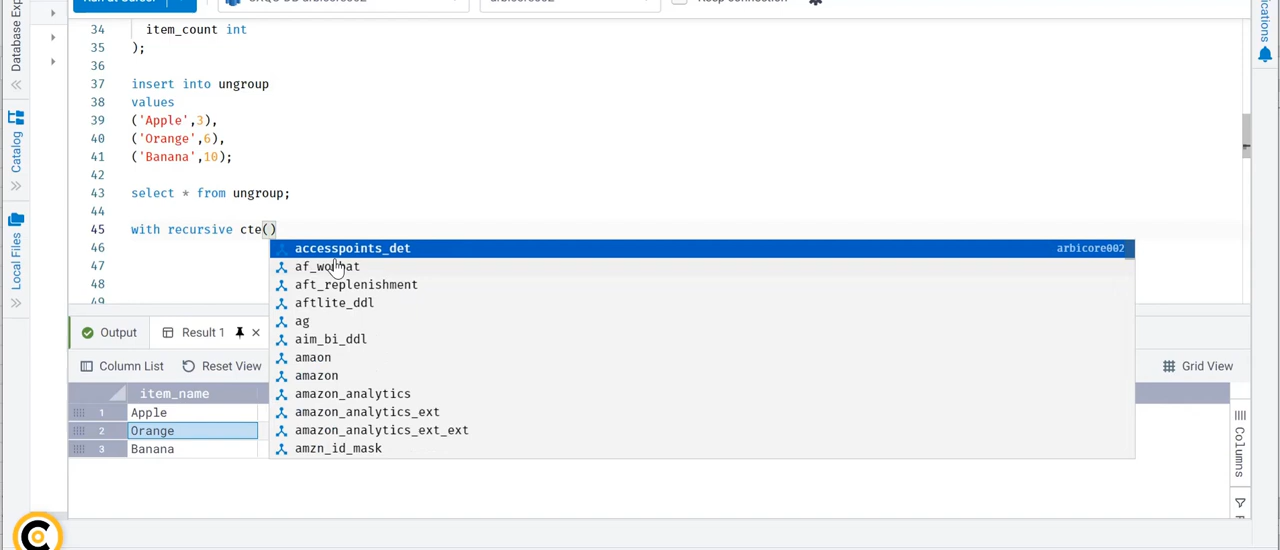 Database Exp
Catalog
Local Files
34 item_count int
35 );
36
37 insert into ungroup
38 values
39 ('Apple',3),
40 ('Orange',6),
41 ('Banana',10);
42
43 select * from ungroup;
44
45 with recursive cte()
46
47
48
49
accesspoints_det arbicore002
aft_replenishment
aftlite_ddl
ag
aim_bi_ddl
amaon
amazon
amazon_analytics
amazon_analytics_ext
amazon_analytics_ext_ext
amzn_id_mask
Output Result 1
Column List Reset View Grid View
item_name
1 Apple
2 Orange
3 Banana
Columns